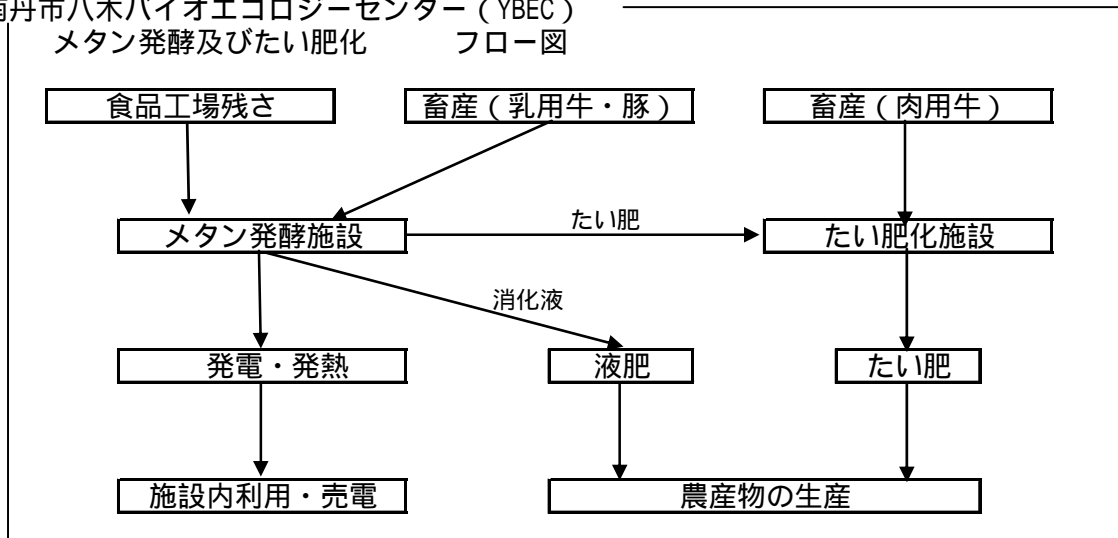 南丹市八木バイオエコロジーセンター(YBEC)
メタン発酵及びたい肥化 フロー図
食品工場残さ 畜産(乳用牛・豚) 畜産(肉用牛)
たい肥
メタン発酵施設 たい肥化施設
消化液
発電・発熱 液肥 たい肥
施設内利用・売電 農産物の生産